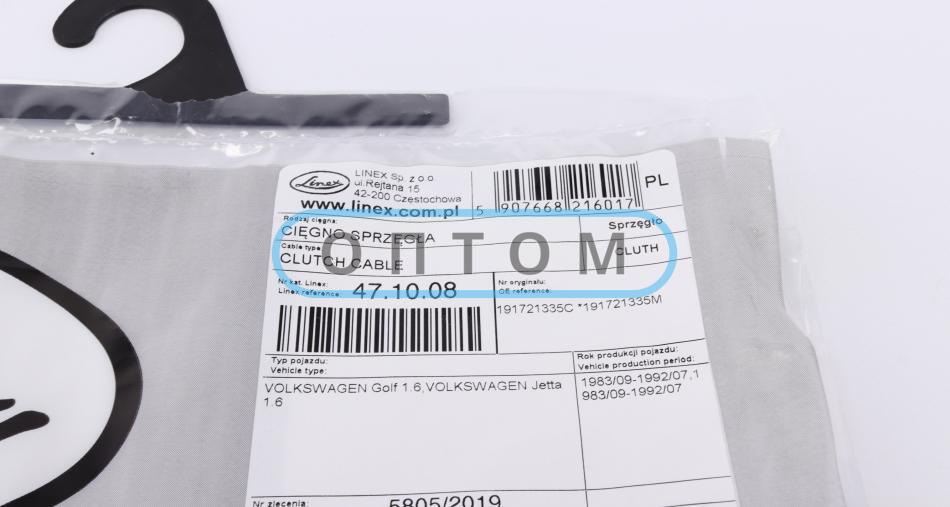 Linex
LINEX Sp. z o.o
ul.Rejtana 15
42-200 Częstochowa
www.linex.com.pl
5 907668 216017
PL
Rodzaj cięgna:
CIĘGNO SPRZĘGŁA
Sprzęgło
Cable type:
CLUTCH CABLE
CLUTH
ОПТОМ
Nr kat. Linex:
Linex reference:
47.10.08
Nr oryginału:
OE reference:
191721335C *191721335M
Typ pojazdu:
Vehicle type:
Rok produkcji pojazdu:
Vehicle production period:
VOLKSWAGEN Golf 1.6,VOLKSWAGEN Jetta
1.6
1983/09-1992/07,1
983/09-1992/07
Nr zlecenia:
5805/2019